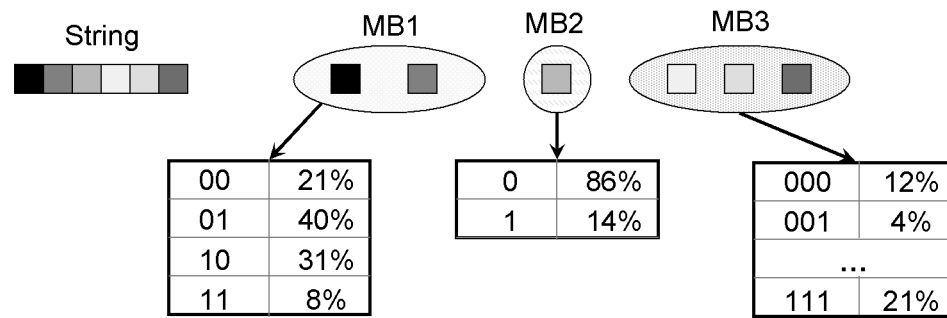 String
MB1
MB2
MB3
00 21%
01 40%
10 31%
11 8%
0 86%
1 14%
000 12%
001 4%
...
111 21%